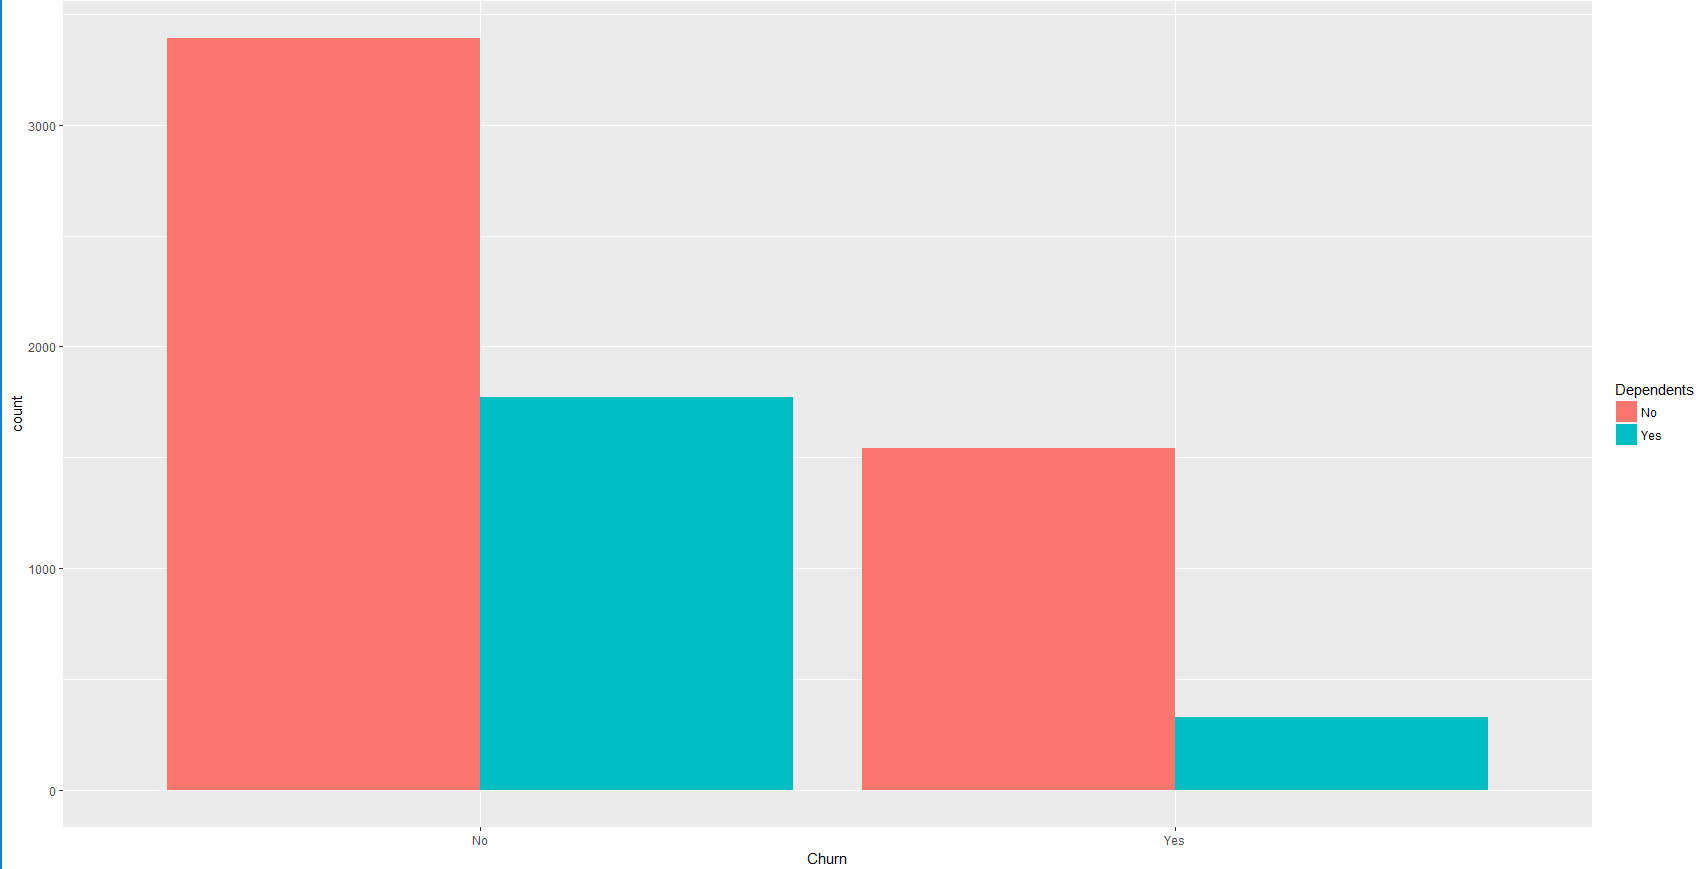 3000
2000
1000
0
count
No
Yes
Churn
Dependents
No
Yes